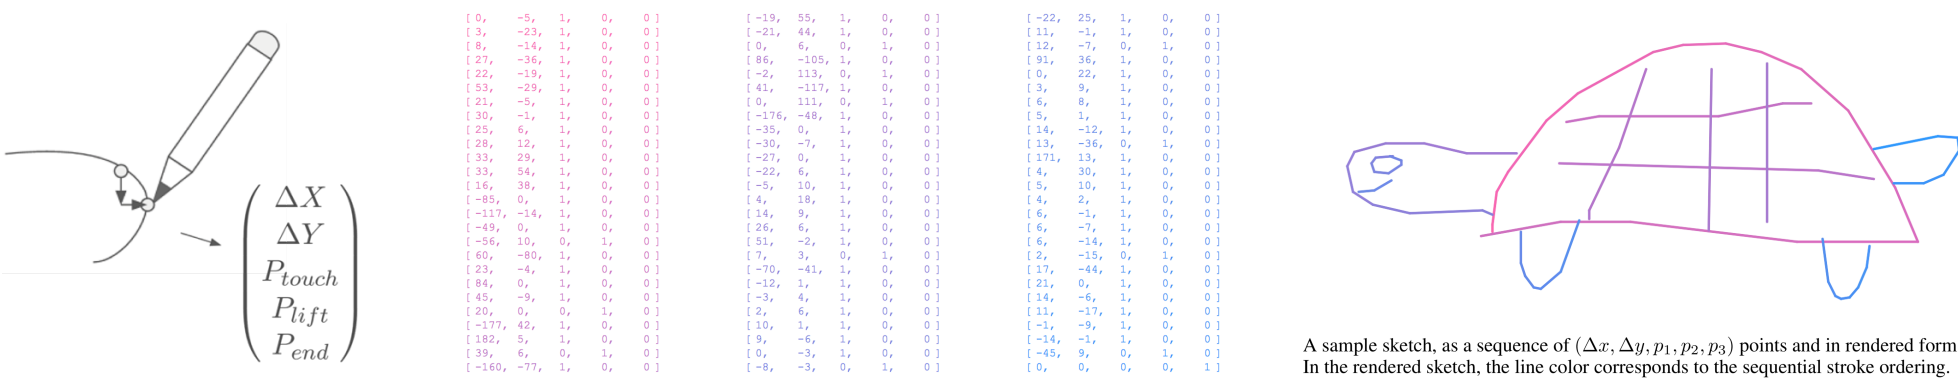 ΔX
ΔY
P_touch
P_lift
P_end
[ 0, -5, 1, 0, 0 ]
[ 3, -23, 1, 0, 0 ]
[ 8, -14, 1, 0, 0 ]
[ 27, -36, 1, 0, 0 ]
[ 22, -19, 1, 0, 0 ]
[ 53, -29, 1, 0, 0 ]
[ 21, -5, 1, 0, 0 ]
[ 30, -1, 1, 0, 0 ]
[ 25, 6, 1, 0, 0 ]
[ 28, 12, 1, 0, 0 ]
[ 33, 29, 1, 0, 0 ]
[ 33, 54, 1, 0, 0 ]
[ 16, 38, 1, 0, 0 ]
[ -85, 0, 1, 0, 0 ]
[ -117, -14, 1, 0, 0 ]
[ -49, 0, 1, 0, 0 ]
[ -56, 10, 0, 1, 0 ]
[ 60, -80, 1, 0, 0 ]
[ 23, -4, 1, 0, 0 ]
[ 84, 0, 1, 0, 0 ]
[ 45, -9, 1, 0, 0 ]
[ 20, 0, 0, 1, 0 ]
[ -177, 42, 1, 0, 0 ]
[ 182, 5, 1, 0, 0 ]
[ 39, 6, 0, 1, 0 ]
[ -160, -77, 1, 0, 0 ]
[ -19, 55, 1, 0, 0 ]
[ -21, 44, 1, 0, 0 ]
[ 0, 6, 0, 1, 0 ]
[ 86, -105, 1, 0, 0 ]
[ -2, 113, 0, 1, 0 ]
[ 41, -117, 1, 0, 0 ]
[ 0, 111, 0, 1, 0 ]
[ -176, -48, 1, 0, 0 ]
[ -35, 0, 1, 0, 0 ]
[ -30, -7, 1, 0, 0 ]
[ -27, 0, 1, 0, 0 ]
[ -22, 6, 1, 0, 0 ]
[ -5, 10, 1, 0, 0 ]
[ 4, 18, 1, 0, 0 ]
[ 14, 9, 1, 0, 0 ]
[ 26, 6, 1, 0, 0 ]
[ 51, -2, 1, 0, 0 ]
[ 7, 3, 0, 1, 0 ]
[ -70, -41, 1, 0, 0 ]
[ -12, 1, 1, 0, 0 ]
[ -3, 4, 1, 0, 0 ]
[ 2, 6, 1, 0, 0 ]
[ 10, 1, 1, 0, 0 ]
[ 9, -6, 1, 0, 0 ]
[ 0, -3, 1, 0, 0 ]
[ -8, -3, 0, 1, 0 ]
[ -22, 25, 1, 0, 0 ]
[ 11, -1, 1, 0, 0 ]
[ 12, -7, 0, 1, 0 ]
[ 91, 36, 1, 0, 0 ]
[ 0, 22, 1, 0, 0 ]
[ 3, 9, 1, 0, 0 ]
[ 6, 8, 1, 0, 0 ]
[ 5, 1, 1, 0, 0 ]
[ 14, -12, 1, 0, 0 ]
[ 13, -36, 0, 1, 0 ]
[ 171, 13, 1, 0, 0 ]
[ 4, 30, 1, 0, 0 ]
[ 5, 10, 1, 0, 0 ]
[ 4, 2, 1, 0, 0 ]
[ 6, -1, 1, 0, 0 ]
[ 6, -7, 1, 0, 0 ]
[ 6, -14, 1, 0, 0 ]
[ 2, -15, 0, 1, 0 ]
[ 17, -44, 1, 0, 0 ]
[ 21, 0, 1, 0, 0 ]
[ 14, -6, 1, 0, 0 ]
[ 11, -17, 1, 0, 0 ]
[ -1, -9, 1, 0, 0 ]
[ -14, -1, 1, 0, 0 ]
[ -45, 9, 0, 1, 0 ]
[ 0, 0, 0, 0, 1 ]
A sample sketch, as a sequence of (Δx, Δy, p₁, p₂, p₃) points and in rendered form
In the rendered sketch, the line color corresponds to the sequential stroke ordering.